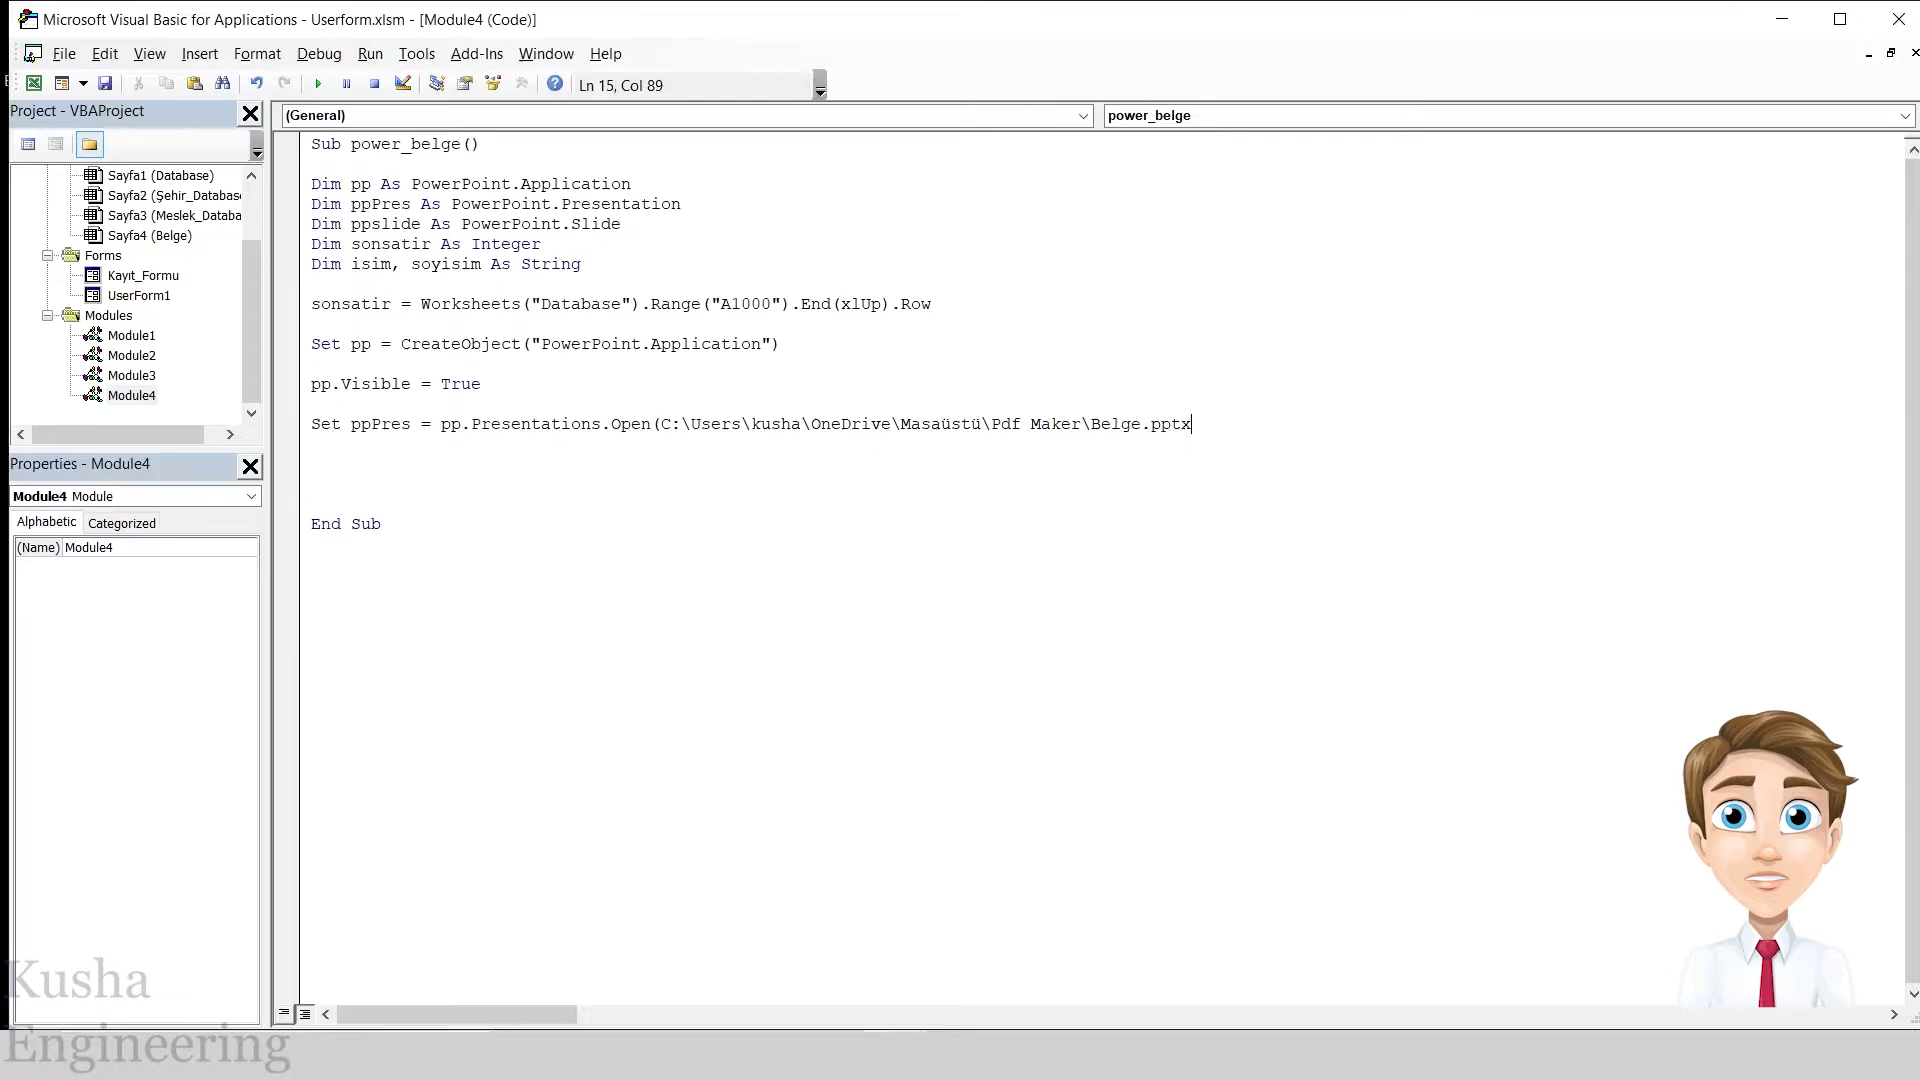 Microsoft Visual Basic for Applications - Userform.xlsm - [Module4 (Code)]
File Edit View Insert Format Debug Run Tools Add-Ins Window Help
Ln 15, Col 89
Project - VBAProject
(General)
power_belge
Sayfa1 (Database)
Sayfa2 (Şehir_Databas
Sayfa3 (Meslek_Databa
Sayfa4 (Belge)
Forms
Kayıt_Formu
UserForm1
Modules
Module1
Module2
Module3
Module4
Properties - Module4
Module4 Module
Alphabetic Categorized
(Name) Module4
Sub power_belge()
Dim pp As PowerPoint.Application
Dim ppPres As PowerPoint.Presentation
Dim ppslide As PowerPoint.Slide
Dim sonsatir As Integer
Dim isim, soyisim As String
sonsatir = Worksheets("Database").Range("A1000").End(xlUp).Row
Set pp = CreateObject("PowerPoint.Application")
pp.Visible = True
Set ppPres = pp.Presentations.Open(C:\Users\kusha\OneDrive\Masaüstü\Pdf Maker\Belge.pptx
End Sub
Kusha
Engineering